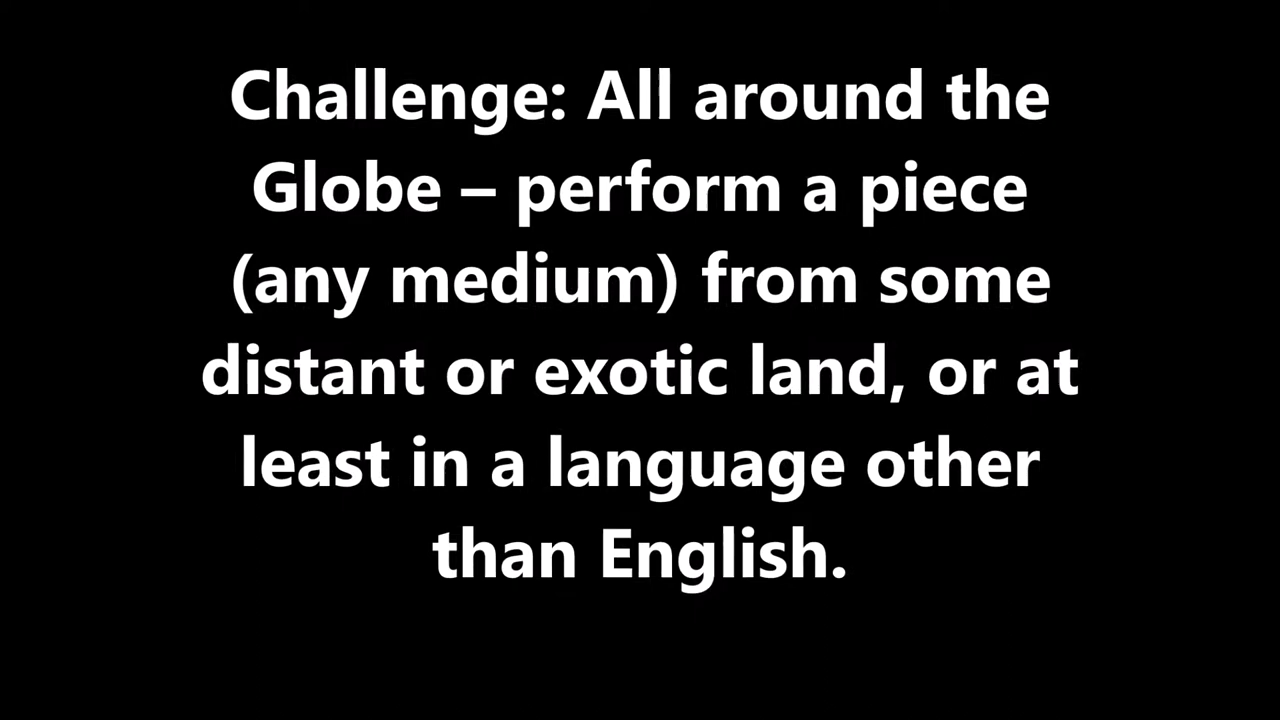 Challenge: All around the
Globe – perform a piece
(any medium) from some
distant or exotic land, or at
least in a language other
than English.